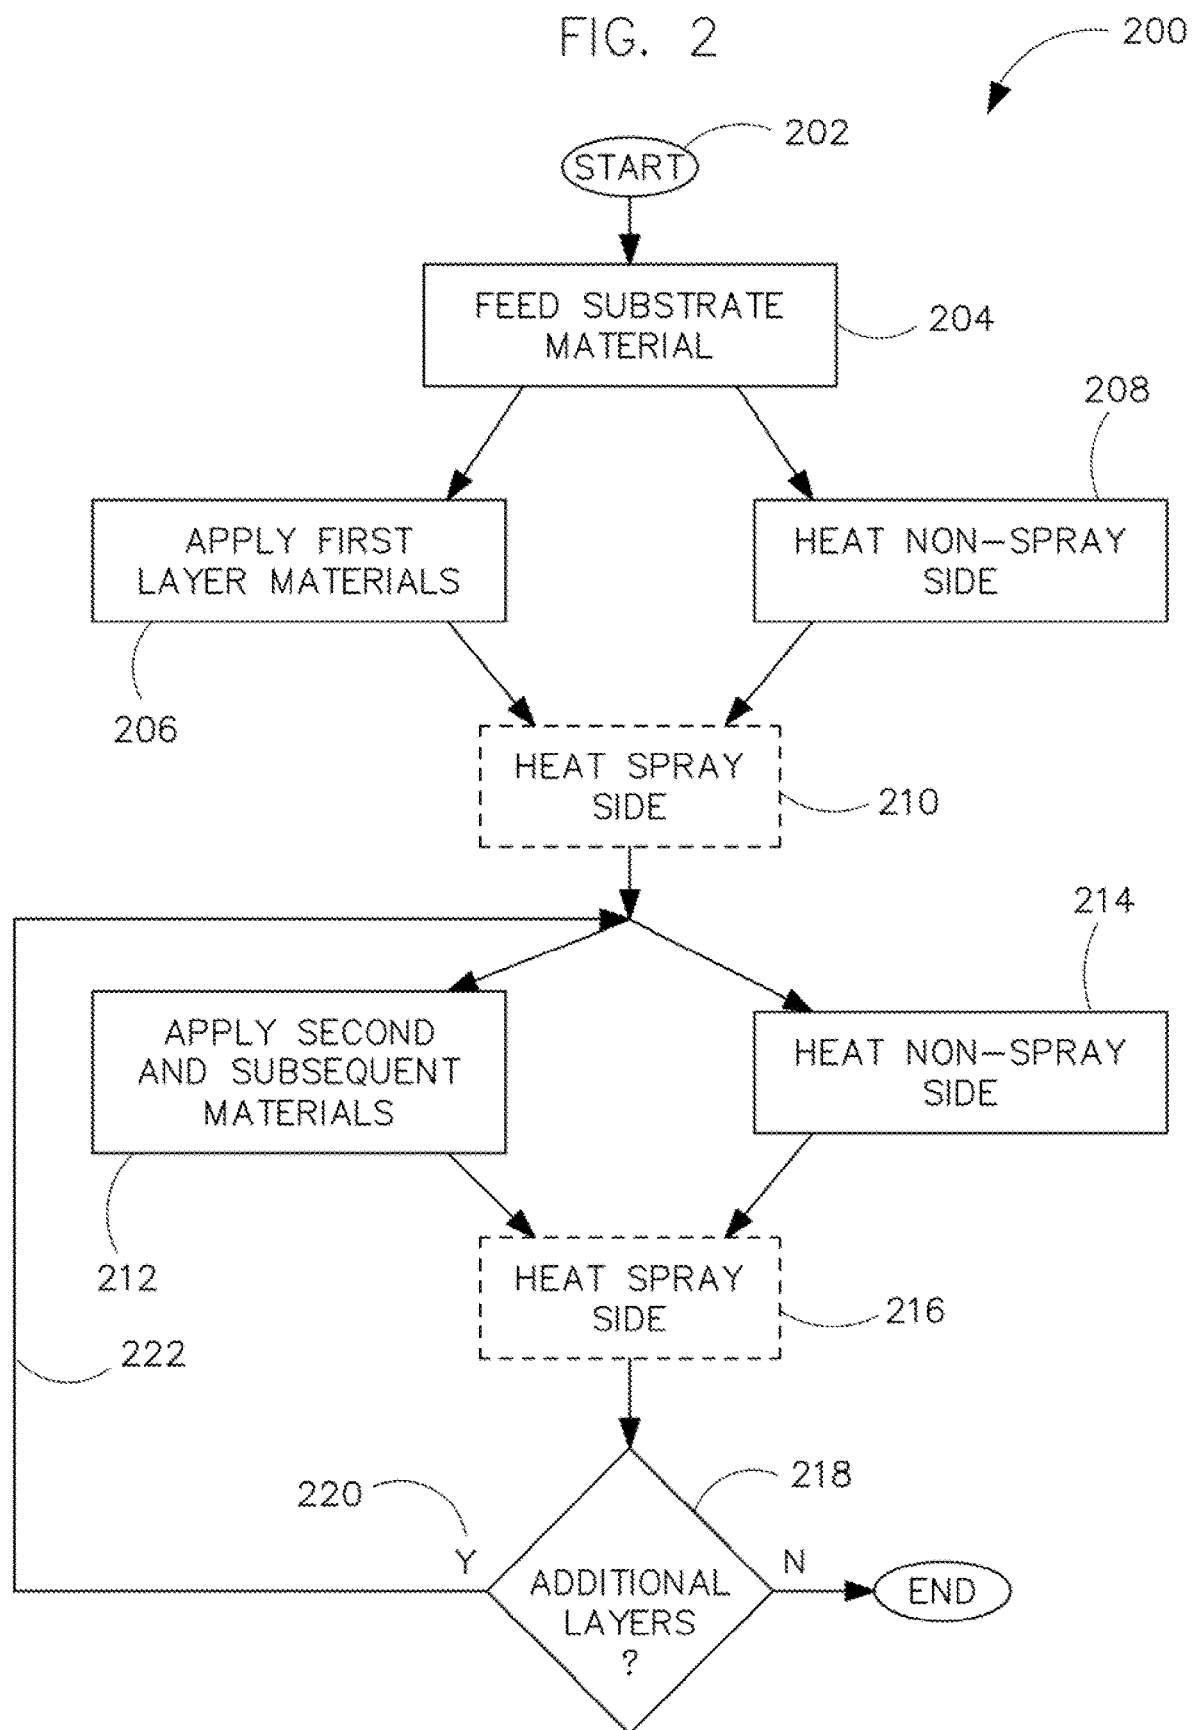 FIG. 2
200
202
START
FEED SUBSTRATE
MATERIAL
204
208
APPLY FIRST
LAYER MATERIALS
HEAT NON-SPRAY
SIDE
206
HEAT SPRAY
SIDE
210
214
APPLY SECOND
AND SUBSEQUENT
MATERIALS
HEAT NON-SPRAY
SIDE
212
HEAT SPRAY
SIDE
216
222
218
220
Y
N
ADDITIONAL
LAYERS
?
END